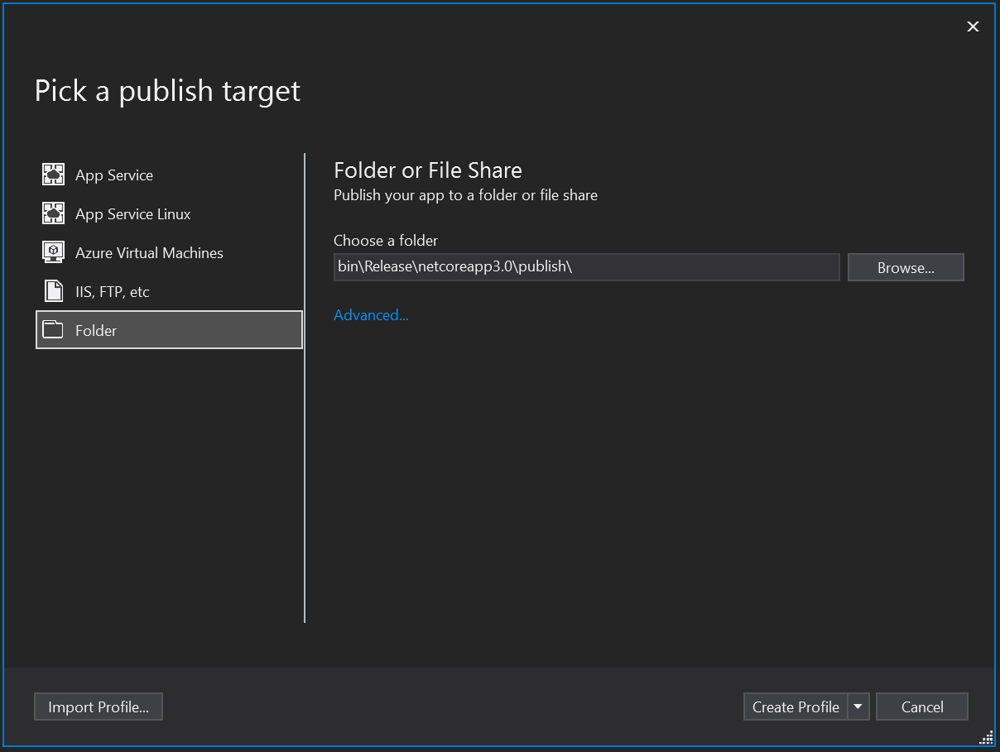 Pick a publish target
App Service
App Service Linux
Azure Virtual Machines
IIS, FTP, etc
Folder
Folder or File Share
Publish your app to a folder or file share
Choose a folder
bin\Release\netcoreapp3.0\publish\
Browse...
Advanced...
Import Profile...
Create Profile
Cancel